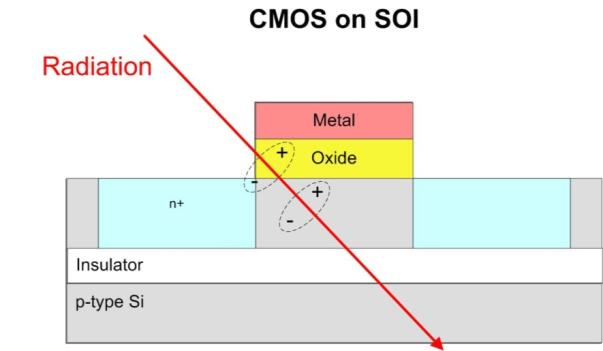 CMOS on SOI
Radiation
Metal
+
Oxide
-
+
n+
-
Insulator
p-type Si